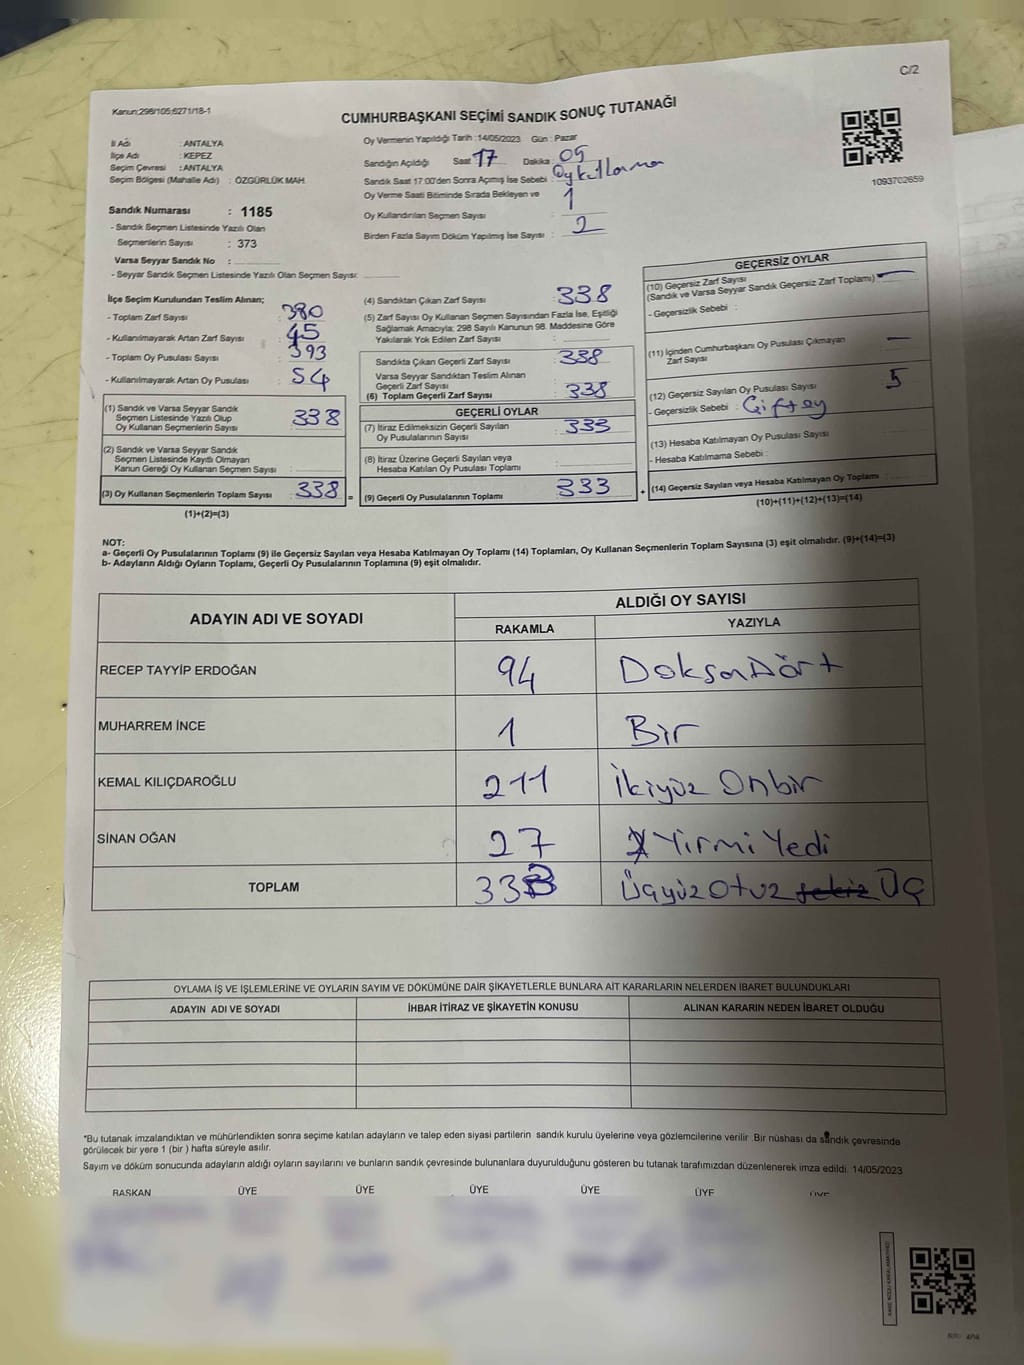 C/2
Kanun:298/105;6271/18-1
CUMHURBAŞKANI SEÇİMİ SANDIK SONUÇ TUTANAĞI
1093702659
İl Adı : ANTALYA
İlçe Adı : KEPEZ
Seçim Çevresi : ANTALYA
Seçim Bölgesi (Mahalle Adı) : ÖZGÜRLÜK MAH.
Sandık Numarası : 1185
- Sandık Seçmen Listesinde Yazılı Olan
Seçmenlerin Sayısı : 373
Varsa Seyyar Sandık No :
- Seyyar Sandık Seçmen Listesinde Yazılı Olan Seçmen Sayısı:
Oy Vermenin Yapıldığı Tarih : 14/05/2023 Gün : Pazar
Sandığın Açıldığı Saat 17 Dakika : 05
Sandık Saat 17:00'den Sonra Açımış İse Sebebi Oy kullanma
Oy Verme Saati Bitiminde Sırada Bekleyen ve
Oy Kullandırılan Seçmen Sayısı : 1
Birden Fazla Sayım Döküm Yapılmış İse Sayısı : 2
İlçe Seçim Kurulundan Teslim Alınan;
- Toplam Zarf Sayısı : 380
- Kullanılmayarak Artan Zarf Sayısı : 45
- Toplam Oy Pusulası Sayısı : 393
- Kullanılmayarak Artan Oy Pusulası : 54
(1) Sandık ve Varsa Seyyar Sandık
Seçmen Listesinde Yazılı Olup
Oy Kullanan Seçmenlerin Sayısı : 338
(2) Sandık ve Varsa Seyyar Sandık
Seçmen Listesinde Kayıtlı Olmayan
Kanun Gereği Oy Kullanan Seçmen Sayısı :
(3) Oy Kullanan Seçmenlerin Toplam Sayısı : 338 =
(1)+(2)=(3)
(4) Sandıktan Çıkan Zarf Sayısı : 338
(5) Zarf Sayısı Oy Kullanan Seçmen Sayısından Fazla İse, Eşitliği
Sağlamak Amacıyla; 298 Sayılı Kanunun 98. Maddesine Göre
Yakılarak Yok Edilen Zarf Sayısı :
Sandıkta Çıkan Geçerli Zarf Sayısı : 338
Varsa Seyyar Sandıktan Teslim Alınan
Geçerli Zarf Sayısı :
(6) Toplam Geçerli Zarf Sayısı : 338
GEÇERLİ OYLAR
(7) İtiraz Edilmeksizin Geçerli Sayılan
Oy Pusulalarının Sayısı : 333
(8) İtiraz Üzerine Geçerli Sayılan veya
Hesaba Katılan Oy Pusulası Toplamı :
(9) Geçerli Oy Pusulalarının Toplamı : 333 +
GEÇERSİZ OYLAR
(10) Geçersiz Zarf Sayısı
(Sandık ve Varsa Seyyar Sandık Geçersiz Zarf Toplamı) : —
- Geçersizlik Sebebi :
(11) İçinden Cumhurbaşkanı Oy Pusulası Çıkmayan
Zarf Sayısı : —
(12) Geçersiz Sayılan Oy Pusulası Sayısı : 5
- Geçersizlik Sebebi : Çift oy
(13) Hesaba Katılmayan Oy Pusulası Sayısı :
- Hesaba Katılmama Sebebi :
(14) Geçersiz Sayılan veya Hesaba Katılmayan Oy Toplamı :
(10)+(11)+(12)+(13)=(14)
NOT:
a- Geçerli Oy Pusulalarının Toplamı (9) ile Geçersiz Sayılan veya Hesaba Katılmayan Oy Toplamı (14) Toplamları, Oy Kullanan Seçmenlerin Toplam Sayısına (3) eşit olmalıdır. (9)+(14)=(3)
b- Adayların Aldığı Oyların Toplamı, Geçerli Oy Pusulalarının Toplamına (9) eşit olmalıdır.
ADAYIN ADI VE SOYADI ALDIĞI OY SAYISI
RAKAMLA YAZIYLA
RECEP TAYYİP ERDOĞAN 94 Doksandört
MUHARREM İNCE 1 Bir
KEMAL KILIÇDAROĞLU 211 İkiyüz Onbir
SİNAN OĞAN 27 Yirmi Yedi
TOPLAM 333 Üçyüz Otuz sekiz Üç
OYLAMA İŞ VE İŞLEMLERİNE VE OYLARIN SAYIM VE DÖKÜMÜNE DAİR ŞİKAYETLERLE BUNLARA AİT KARARLARIN NELERDEN İBARET BULUNDUKLARI
ADAYIN ADI VE SOYADI İHBAR İTİRAZ VE ŞİKAYETİN KONUSU ALINAN KARARIN NEDEN İBARET OLDUĞU
*Bu tutanak imzalandıktan ve mühürlendikten sonra seçime katılan adayların ve talep eden siyasi partilerin sandık kurulu üyelerine veya gözlemcilerine verilir. Bir nüshası da sandık çevresinde
görülecek bir yere 1 (bir) hafta süreyle asılır.
Sayım ve döküm sonucunda adayların aldığı oyların sayılarını ve bunların sandık çevresinde bulunanlara duyurulduğunu gösteren bu tutanak tarafımızdan düzenlenerek imza edildi. 14/05/2023
BAŞKAN ÜYE ÜYE ÜYE ÜYE ÜYE ÜYE